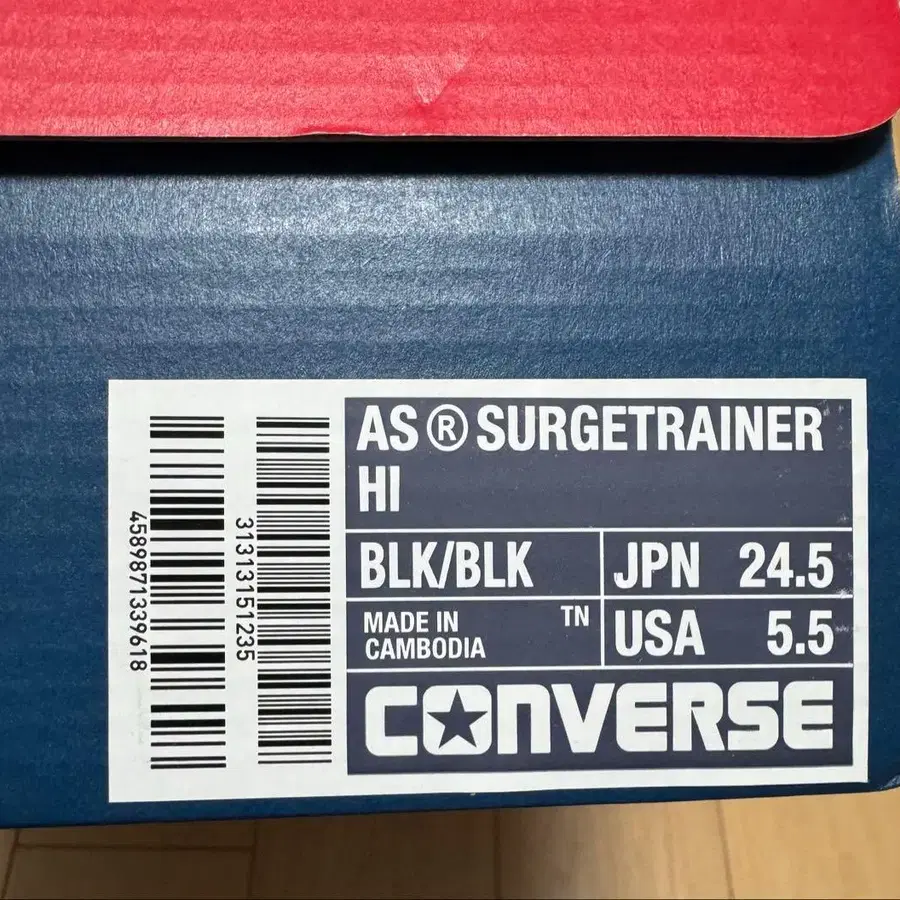 AS® SURGETRAINER
HI
BLK/BLK
JPN 24.5
MADE IN
CAMBODIA
TN
USA 5.5
CONVERSE
4589871339618
31313151235